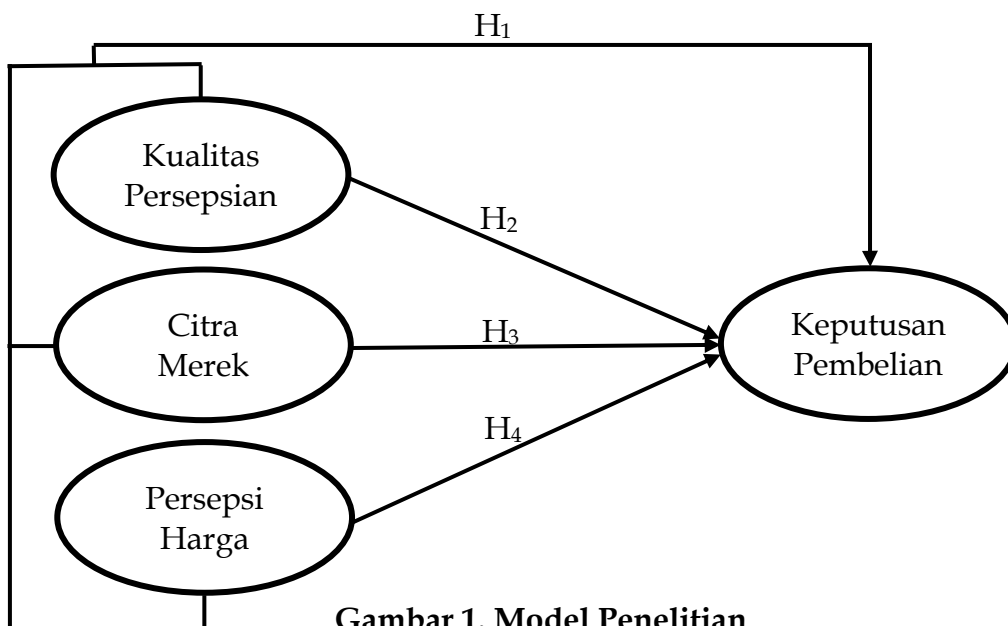 H₁
Kualitas
Persepsian
H₂
Citra
Merek
H₃
Keputusan
Pembelian
H₄
Persepsi
Harga
Gambar 1. Model Penelitian